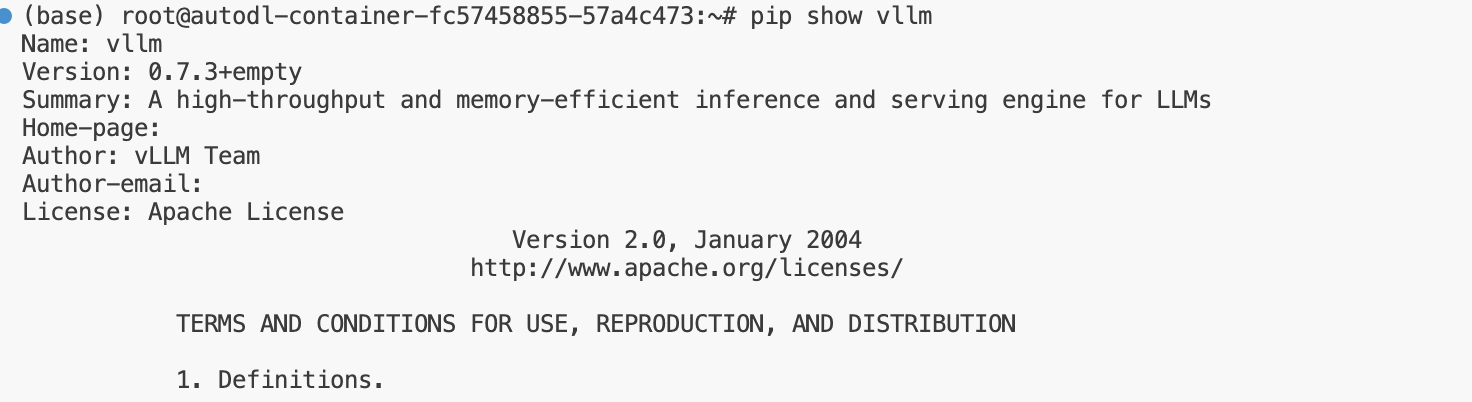 (base) root@autodl-container-fc57458855-57a4c473:~# pip show vllm
Name: vllm
Version: 0.7.3+empty
Summary: A high-throughput and memory-efficient inference and serving engine for LLMs
Home-page:
Author: vLLM Team
Author-email:
License: Apache License
Version 2.0, January 2004
http://www.apache.org/licenses/
TERMS AND CONDITIONS FOR USE, REPRODUCTION, AND DISTRIBUTION
1. Definitions.